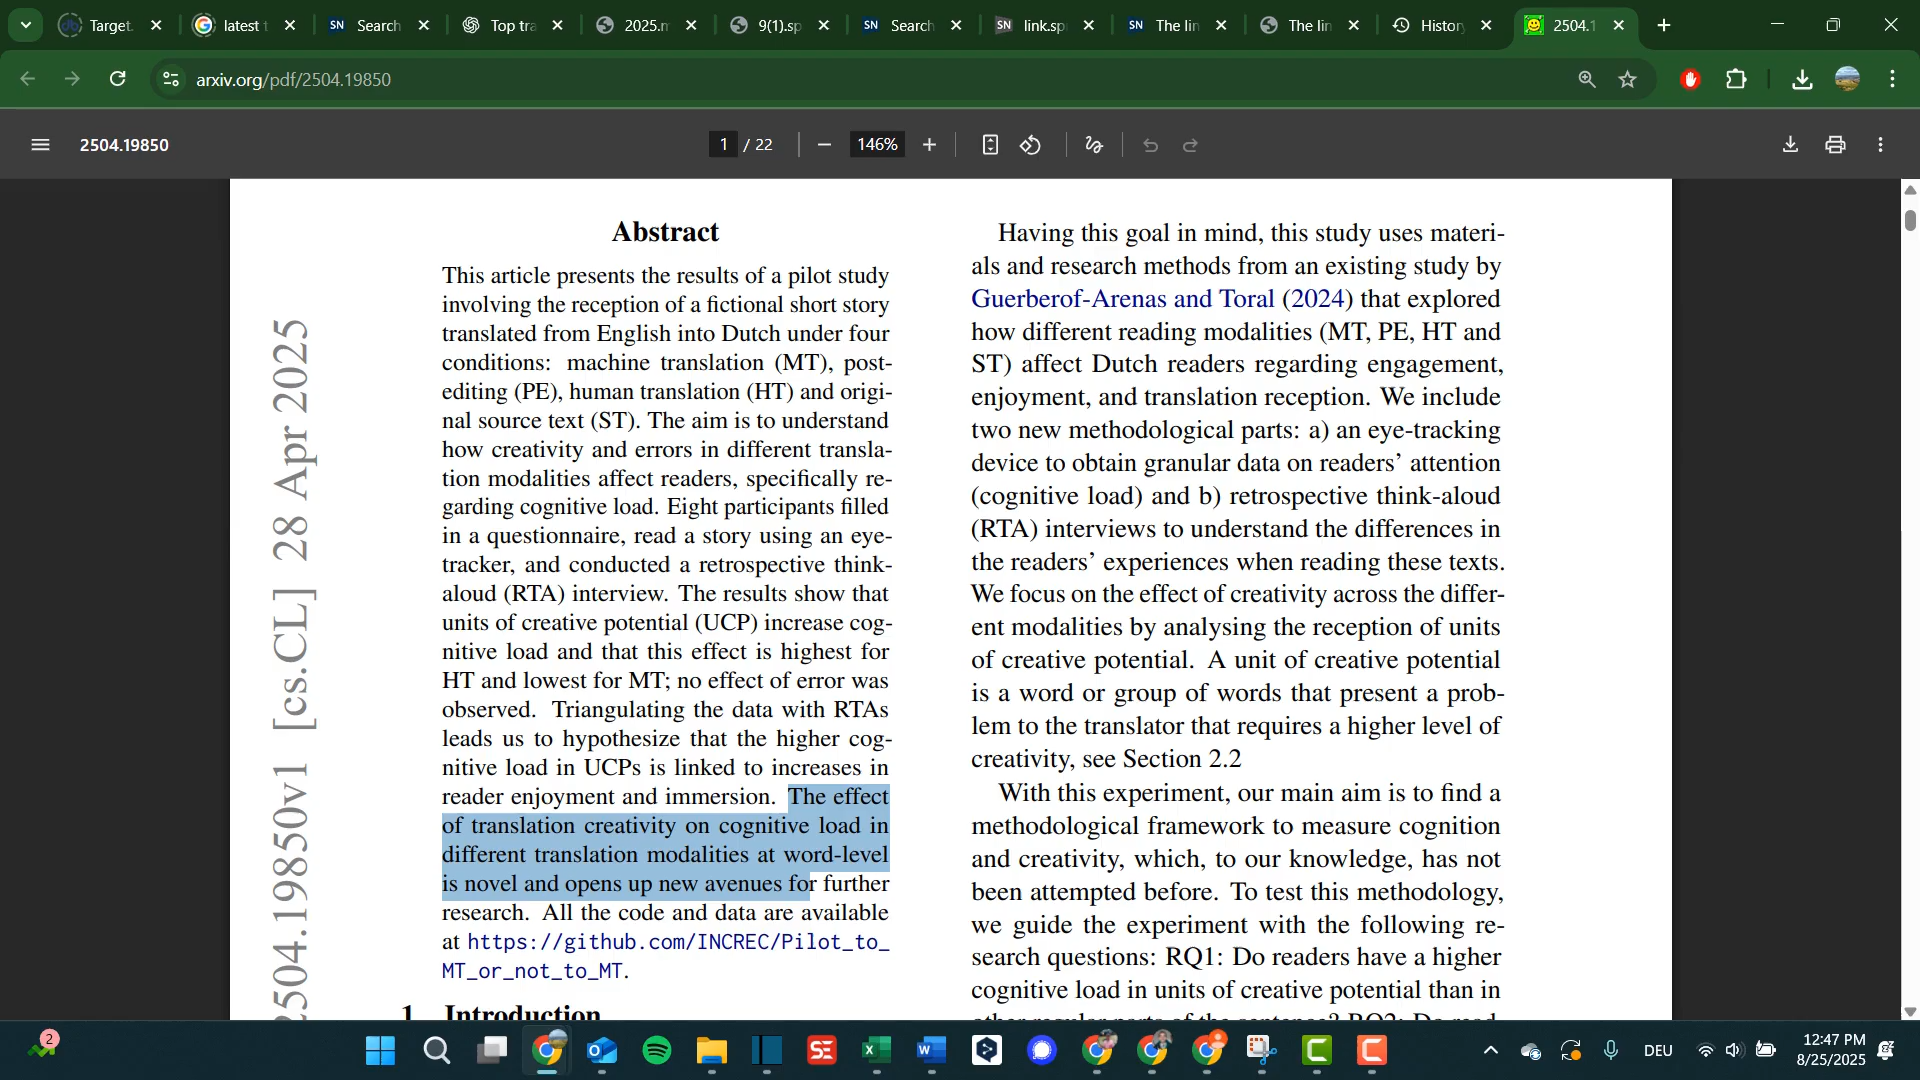 Target.
latest t
SN Search
Top tra
2025.m
9(1).sp
SN Search
SN link.sp
SN The lin
The lin
History
2504.1
arxiv.org/pdf/2504.19850
2504.19850
1 / 22
146%
2504.19850v1 [cs.CL] 28 Apr 2025
Abstract
This article presents the results of a pilot study
involving the reception of a fictional short story
translated from English into Dutch under four
conditions: machine translation (MT), post-
editing (PE), human translation (HT) and origi-
nal source text (ST). The aim is to understand
how creativity and errors in different transla-
tion modalities affect readers, specifically re-
garding cognitive load. Eight participants filled
in a questionnaire, read a story using an eye-
tracker, and conducted a retrospective think-
aloud (RTA) interview. The results show that
units of creative potential (UCP) increase cog-
nitive load and that this effect is highest for
HT and lowest for MT; no effect of error was
observed. Triangulating the data with RTAs
leads us to hypothesize that the higher cog-
nitive load in UCPs is linked to increases in
reader enjoyment and immersion. The effect
of translation creativity on cognitive load in
different translation modalities at word-level
is novel and opens up new avenues for further
research. All the code and data are available
at https://github.com/INCREC/Pilot_to_
MT_or_not_to_MT.
1 Introduction
Having this goal in mind, this study uses materi-
als and research methods from an existing study by
Guerberof-Arenas and Toral (2024) that explored
how different reading modalities (MT, PE, HT and
ST) affect Dutch readers regarding engagement,
enjoyment, and translation reception. We include
two new methodological parts: a) an eye-tracking
device to obtain granular data on readers' attention
(cognitive load) and b) retrospective think-aloud
(RTA) interviews to understand the differences in
the readers' experiences when reading these texts.
We focus on the effect of creativity across the differ-
ent modalities by analysing the reception of units
of creative potential. A unit of creative potential
is a word or group of words that present a prob-
lem to the translator that requires a higher level of
creativity, see Section 2.2
With this experiment, our main aim is to find a
methodological framework to measure cognition
and creativity, which, to our knowledge, has not
been attempted before. To test this methodology,
we guide the experiment with the following re-
search questions: RQ1: Do readers have a higher
cognitive load in units of creative potential than in
other regular parts of the sentence? RQ2: Do read-
2
SE
DEU
12:47 PM
8/25/2025